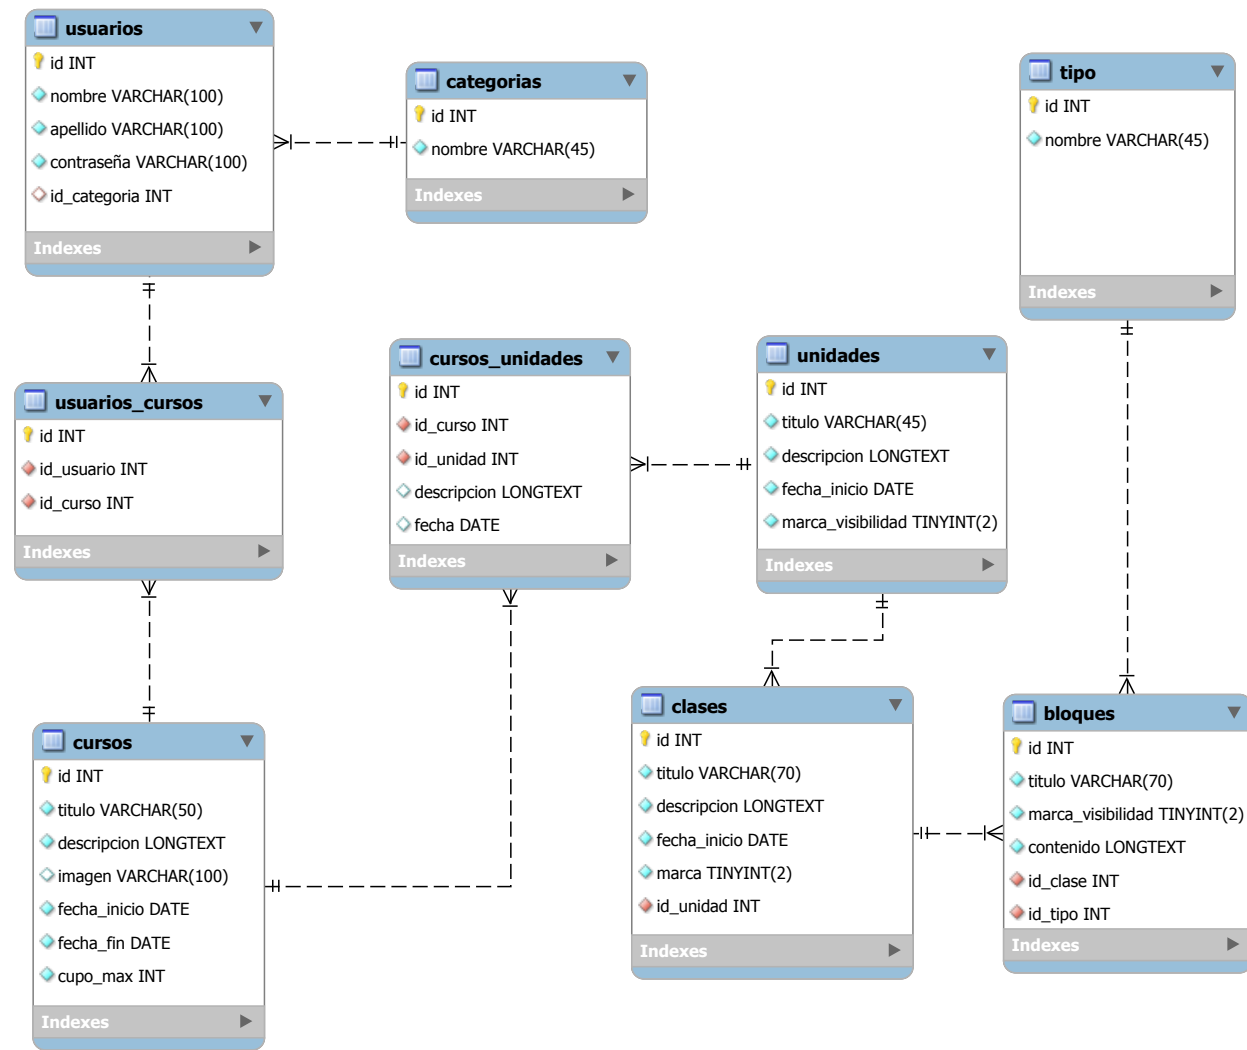 usuarios
id INT
nombre VARCHAR(100)
apellido VARCHAR(100)
contraseña VARCHAR(100)
id_categoria INT
Indexes
categorias
id INT
nombre VARCHAR(45)
Indexes
tipo
id INT
nombre VARCHAR(45)
Indexes
usuarios_cursos
id INT
id_usuario INT
id_curso INT
Indexes
cursos_unidades
id INT
id_curso INT
id_unidad INT
descripcion LONGTEXT
fecha DATE
Indexes
unidades
id INT
titulo VARCHAR(45)
descripcion LONGTEXT
fecha_inicio DATE
marca_visibilidad TINYINT(2)
Indexes
cursos
id INT
titulo VARCHAR(50)
descripcion LONGTEXT
imagen VARCHAR(100)
fecha_inicio DATE
fecha_fin DATE
cupo_max INT
Indexes
clases
id INT
titulo VARCHAR(70)
descripcion LONGTEXT
fecha_inicio DATE
marca TINYINT(2)
id_unidad INT
Indexes
bloques
id INT
titulo VARCHAR(70)
marca_visibilidad TINYINT(2)
contenido LONGTEXT
id_clase INT
id_tipo INT
Indexes